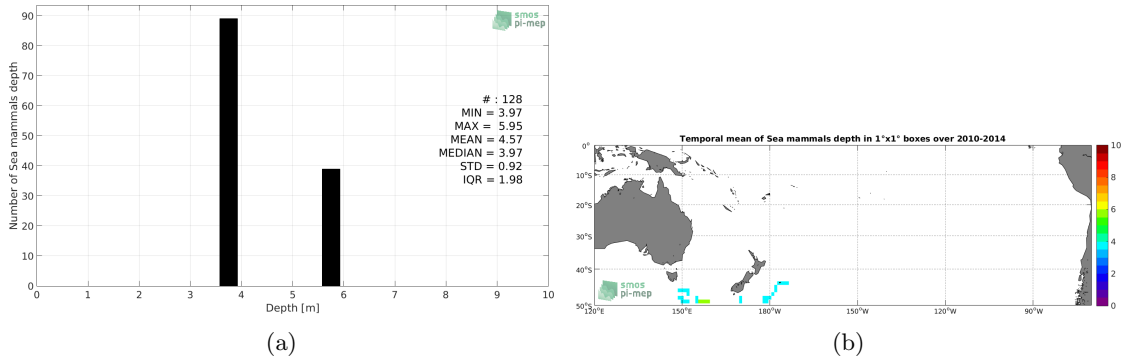 90
80
70
60
50
40
30
20
10
0
Number of Sea mammals depth
smos
pi-mep
# : 128
MIN = 3.97
MAX = 5.95
MEAN = 4.57
MEDIAN = 3.97
STD = 0.92
IQR = 1.98
0 1 2 3 4 5 6 7 8 9 10
Depth [m]
(a)
Temporal mean of Sea mammals depth in 1°x1° boxes over 2010-2014
0°
10°S
20°S
30°S
40°S
50°S
120°E 150°E 180°W 150°W 120°W 90°W
smos
pi-mep
10
8
6
4
2
0
(b)